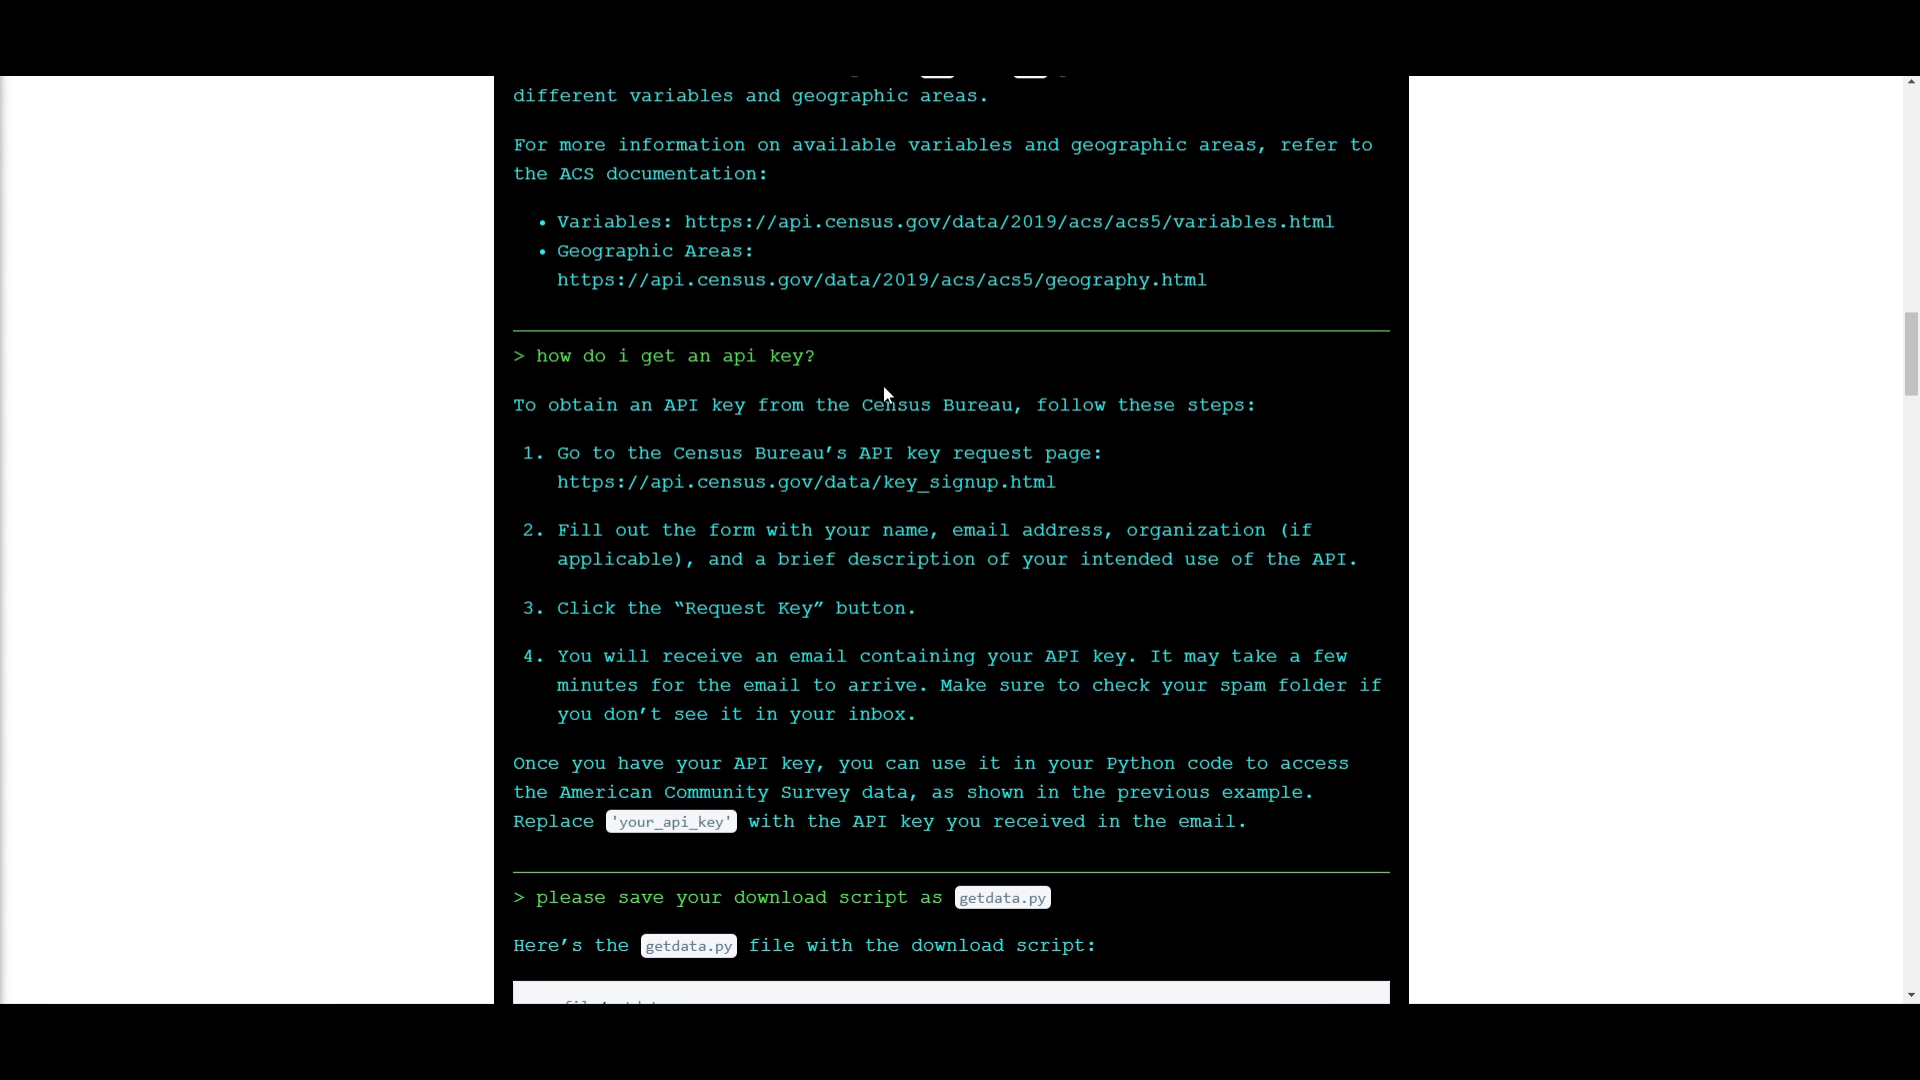 different variables and geographic areas.
For more information on available variables and geographic areas, refer to
the ACS documentation:
• Variables: https://api.census.gov/data/2019/acs/acs5/variables.html
• Geographic Areas:
https://api.census.gov/data/2019/acs/acs5/geography.html
> how do i get an api key?
To obtain an API key from the Census Bureau, follow these steps:
1. Go to the Census Bureau’s API key request page:
https://api.census.gov/data/key_signup.html
2. Fill out the form with your name, email address, organization (if
applicable), and a brief description of your intended use of the API.
3. Click the “Request Key” button.
4. You will receive an email containing your API key. It may take a few
minutes for the email to arrive. Make sure to check your spam folder if
you don’t see it in your inbox.
Once you have your API key, you can use it in your Python code to access
the American Community Survey data, as shown in the previous example.
Replace 'your_api_key' with the API key you received in the email.
> please save your download script as getdata.py
Here’s the getdata.py file with the download script: